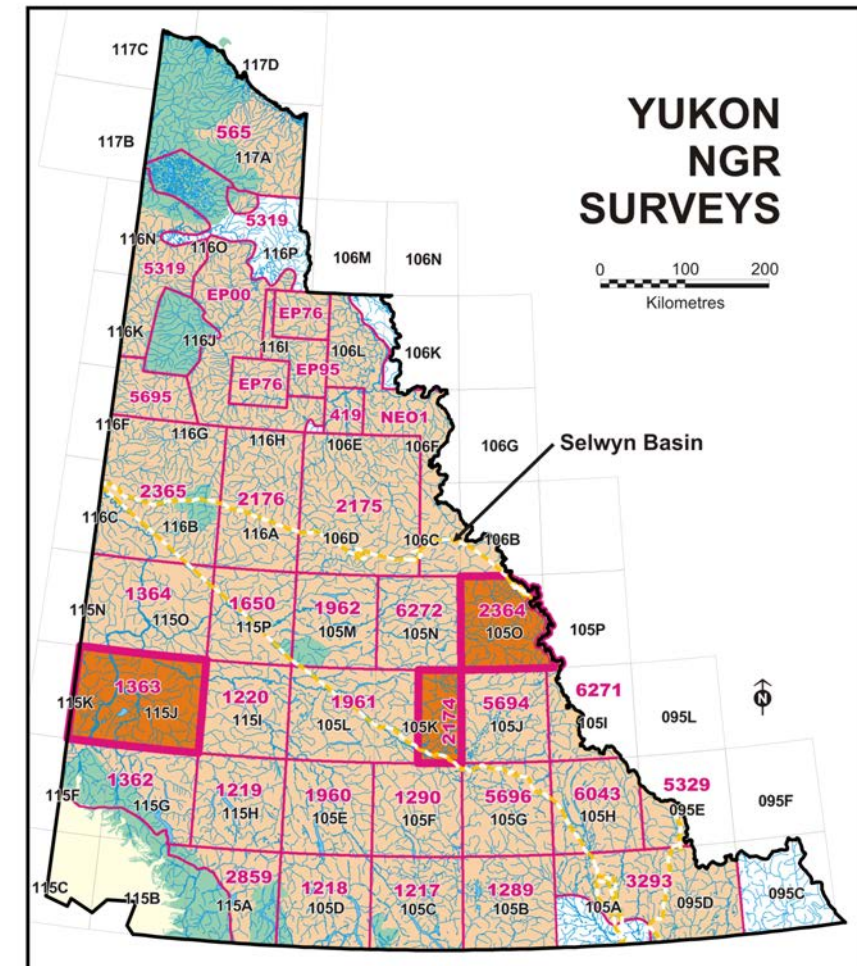 117C
117D
YUKON
NGR
SURVEYS
117B
565
117A
0 100 200
Kilometres
5319
116N
116O
116P
106M
106N
5319
EP00
EP76
116K
116J
116I
106L
106K
EP95
EP76
5695
419
NEO1
116F
116G
116H
106E
106F
106G
Selwyn Basin
2365
2176
2175
116C
116B
116A
106D
106C
106B
1364
1650
1962
6272
2364
115N
115O
115P
105M
105N
105O
105P
1363
1220
1961
2174
5694
6271
115K
115J
115I
105L
105K
105J
105I
095L
N
1362
1219
1960
1290
5696
6043
5329
115F
115G
115H
105E
105F
105G
105H
095E
095F
2859
1218
1217
1289
3293
115C
115B
115A
105D
105C
105B
105A
095D
095C